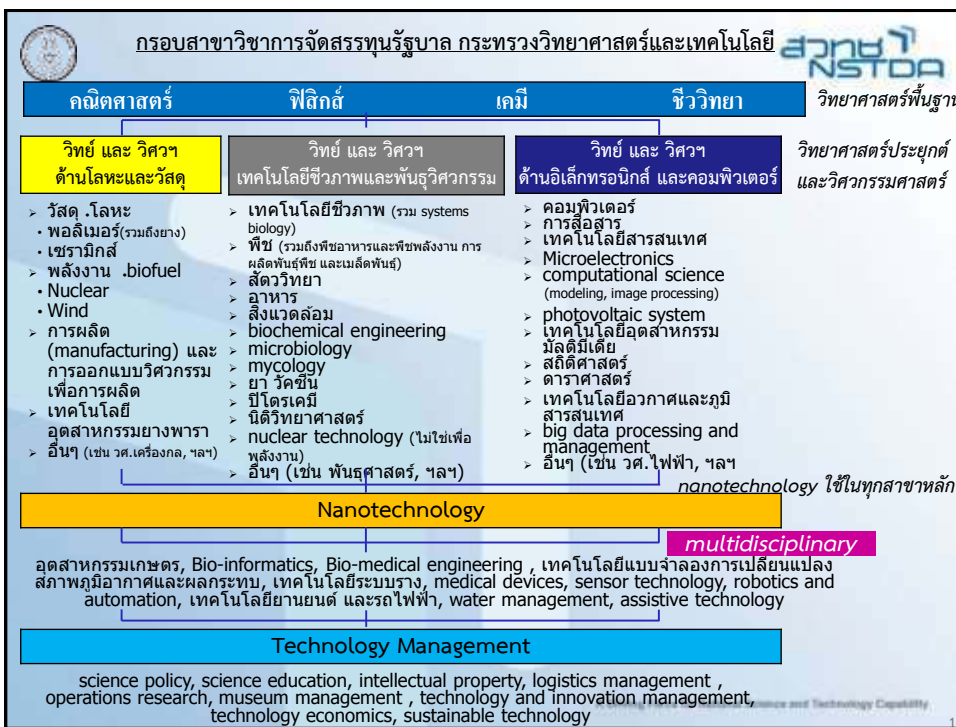 กรอบสาขาวิชาการจัดสรรทุนรัฐบาล กระทรวงวิทยาศาสตร์และเทคโนโลยี
สวทช
NSTDA
คณิตศาสตร์ ฟิสิกส์ เคมี ชีววิทยา
วิทยาศาสตร์พื้นฐาน
วิทย์ และ วิศวฯ
ด้านโลหะและวัสดุ
วิทย์ และ วิศวฯ
เทคโนโลยีชีวภาพและพันธุวิศวกรรม
วิทย์ และ วิศวฯ
ด้านอิเล็กทรอนิกส์ และคอมพิวเตอร์
วิทยาศาสตร์ประยุกต์
และวิศวกรรมศาสตร์
➢ วัสดุ .โลหะ
• พอลิเมอร์(รวมถึงยาง)
• เซรามิกส์
➢ พลังงาน .biofuel
• Nuclear
• Wind
➢ การผลิต
(manufacturing) และ
การออกแบบวิศวกรรม
เพื่อการผลิต
➢ เทคโนโลยี
อุตสาหกรรมยางพารา
➢ อื่นๆ (เช่น วศ.เครื่องกล, ฯลฯ)
➢ เทคโนโลยีชีวภาพ (รวม systems
biology)
➢ พืช (รวมถึงพืชอาหารและพืชพลังงาน การ
ผลิตพันธุ์พืช และเมล็ดพันธุ์)
➢ สัตววิทยา
➢ อาหาร
➢ สิ่งแวดล้อม
➢ biochemical engineering
➢ microbiology
➢ mycology
➢ ยา วัคซีน
➢ ปิโตรเคมี
➢ นิติวิทยาศาสตร์
➢ nuclear technology (ไม่ใช่เพื่อ
พลังงาน)
➢ อื่นๆ (เช่น พันธุศาสตร์, ฯลฯ)
➢ คอมพิวเตอร์
➢ การสื่อสาร
➢ เทคโนโลยีสารสนเทศ
➢ Microelectronics
➢ computational science
(modeling, image processing)
➢ photovoltaic system
➢ เทคโนโลยีอุตสาหกรรม
มัลติมีเดีย
➢ สถิติศาสตร์
➢ ดาราศาสตร์
➢ เทคโนโลยีอวกาศและภูมิ
สารสนเทศ
➢ big data processing and
management
➢ อื่นๆ (เช่น วศ.ไฟฟ้า, ฯลฯ
nanotechnology ใช้ในทุกสาขาหลัก
Nanotechnology
multidisciplinary
อุตสาหกรรมเกษตร, Bio-informatics, Bio-medical engineering , เทคโนโลยีแบบจำลองการเปลี่ยนแปลง
สภาพภูมิอากาศและผลกระทบ, เทคโนโลยีระบบราง, medical devices, sensor technology, robotics and
automation, เทคโนโลยียานยนต์ และรถไฟฟ้า, water management, assistive technology
Technology Management
science policy, science education, intellectual property, logistics management ,
operations research, museum management , technology and innovation management,
technology economics, sustainable technology
Science and Technology Capability
1